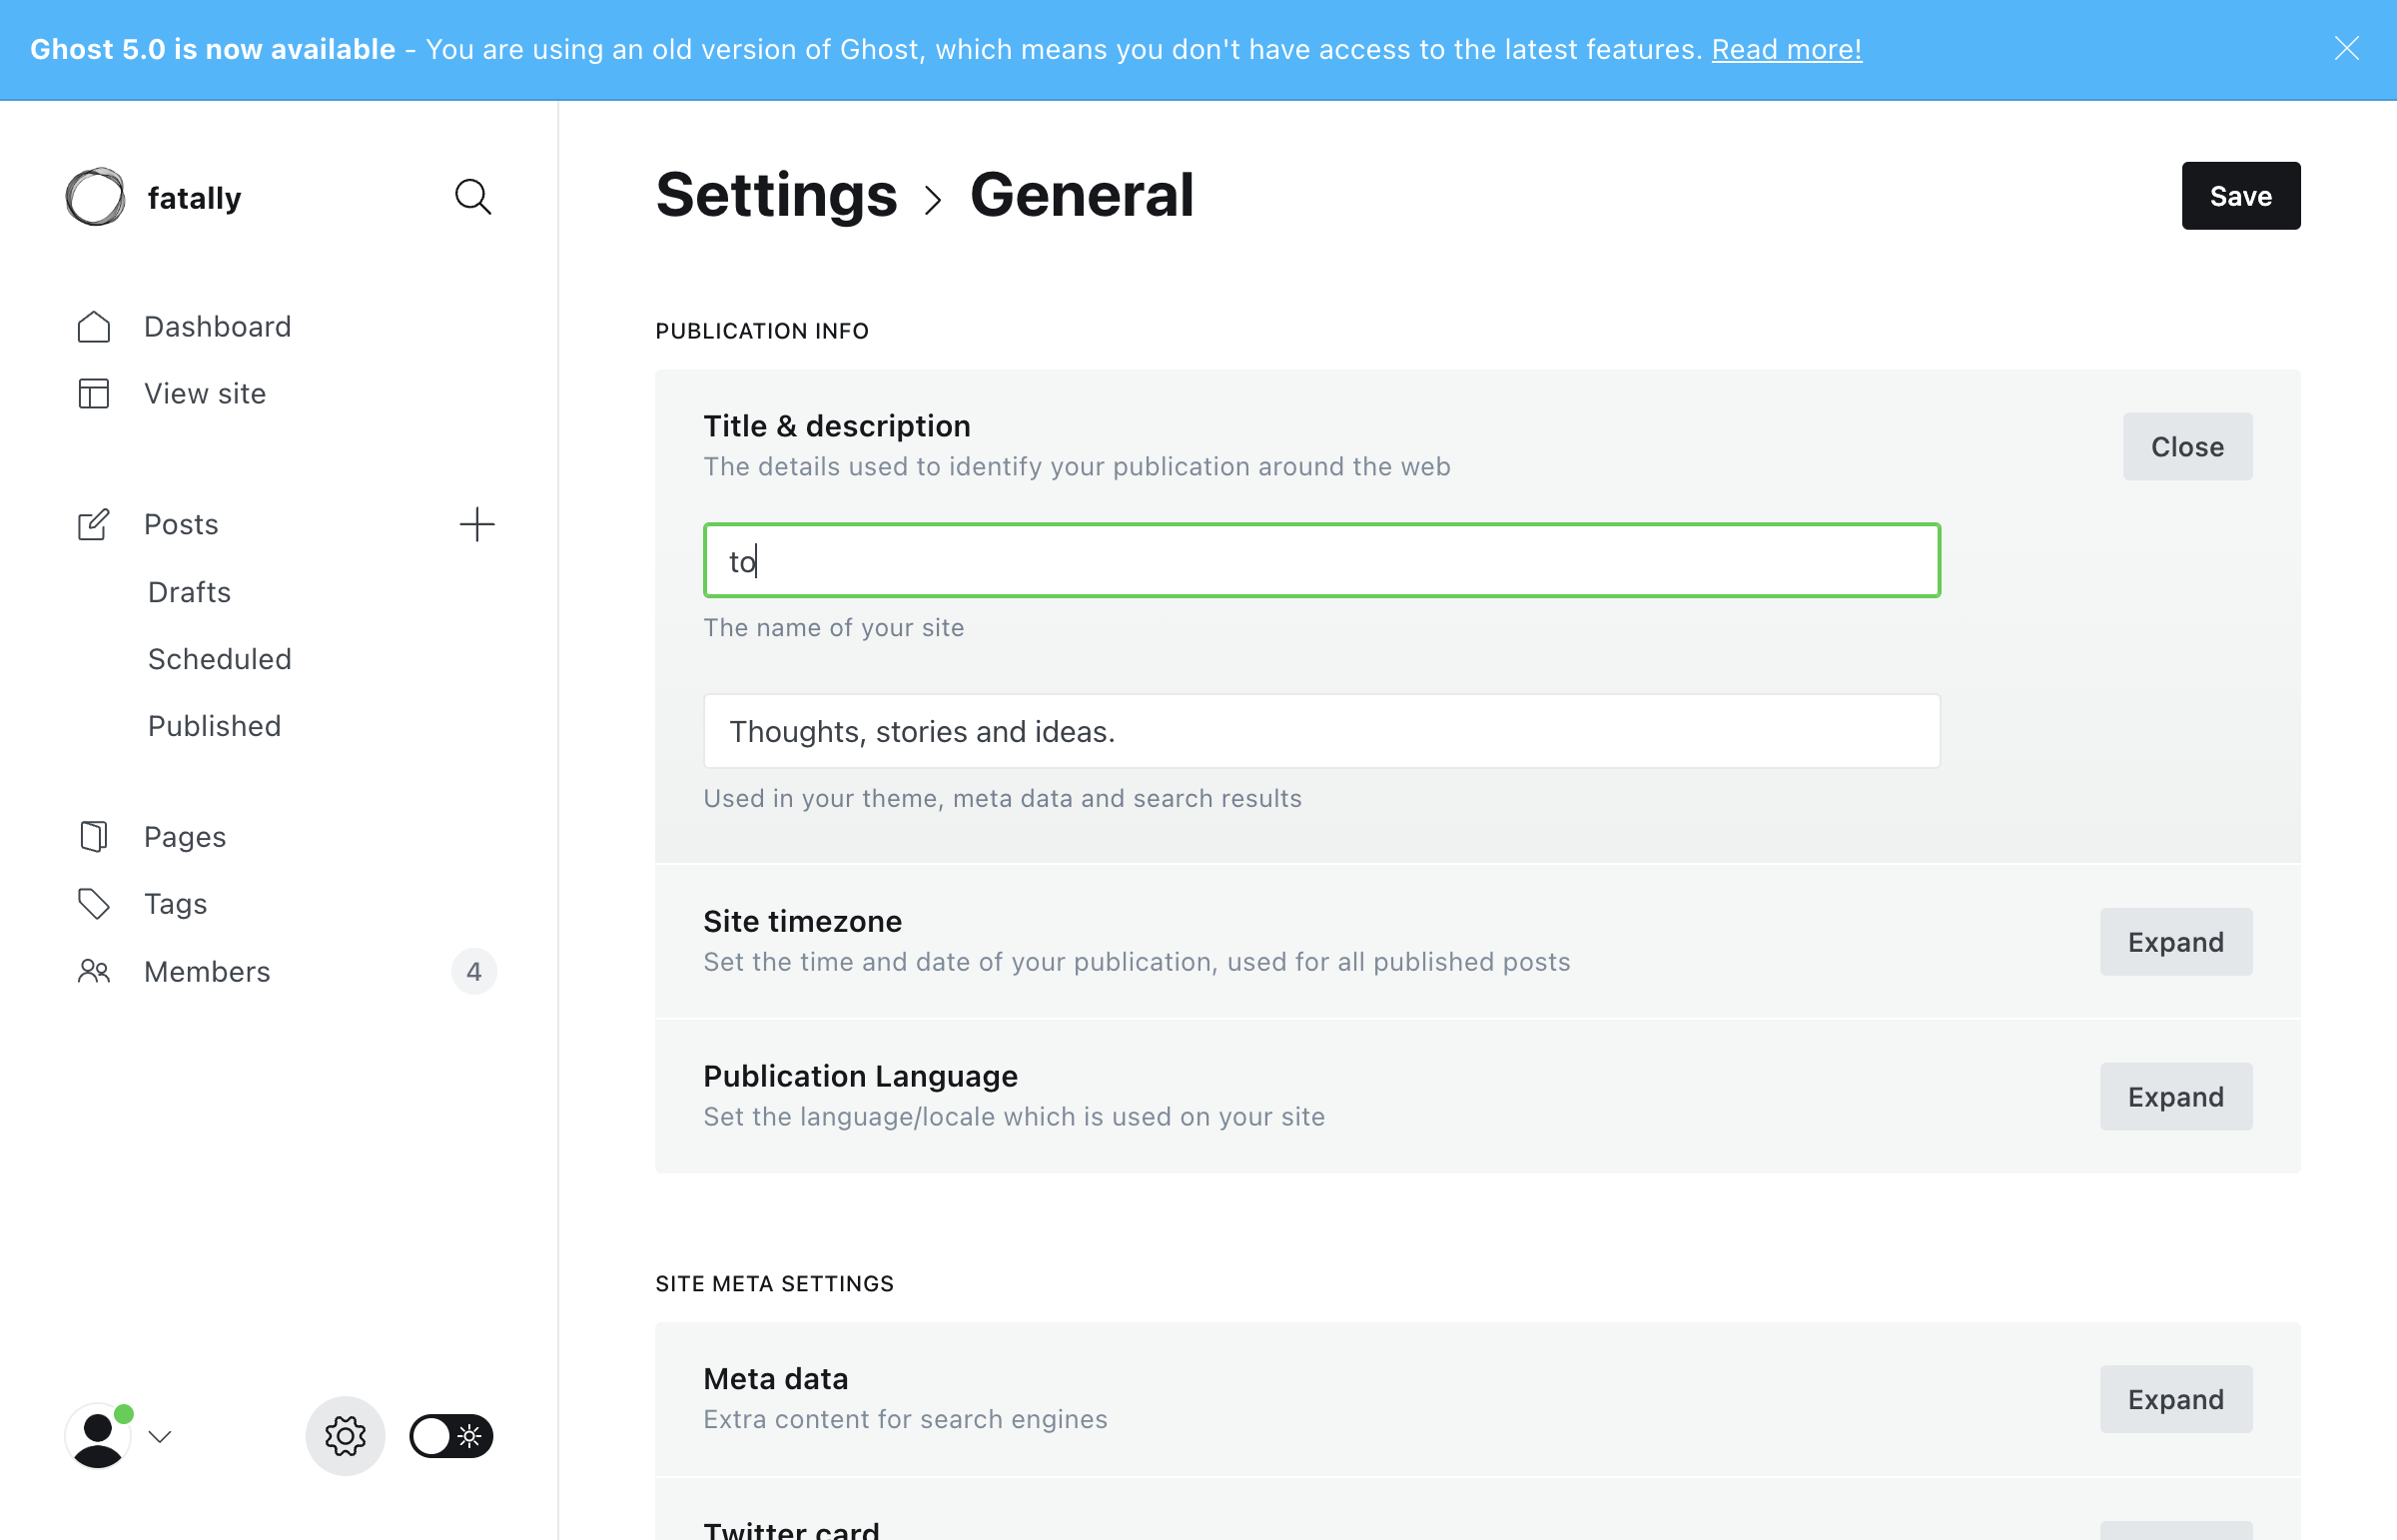 Ghost 5.0 is now available - You are using an old version of Ghost, which means you don't have access to the latest features. Read more!
fatally
Dashboard
View site
Posts
Drafts
Scheduled
Published
Pages
Tags
Members 4
Settings > General
Save
PUBLICATION INFO
Title & description
The details used to identify your publication around the web
Close
to
The name of your site
Thoughts, stories and ideas.
Used in your theme, meta data and search results
Site timezone
Set the time and date of your publication, used for all published posts
Expand
Publication Language
Set the language/locale which is used on your site
Expand
SITE META SETTINGS
Meta data
Extra content for search engines
Expand
Twitter card